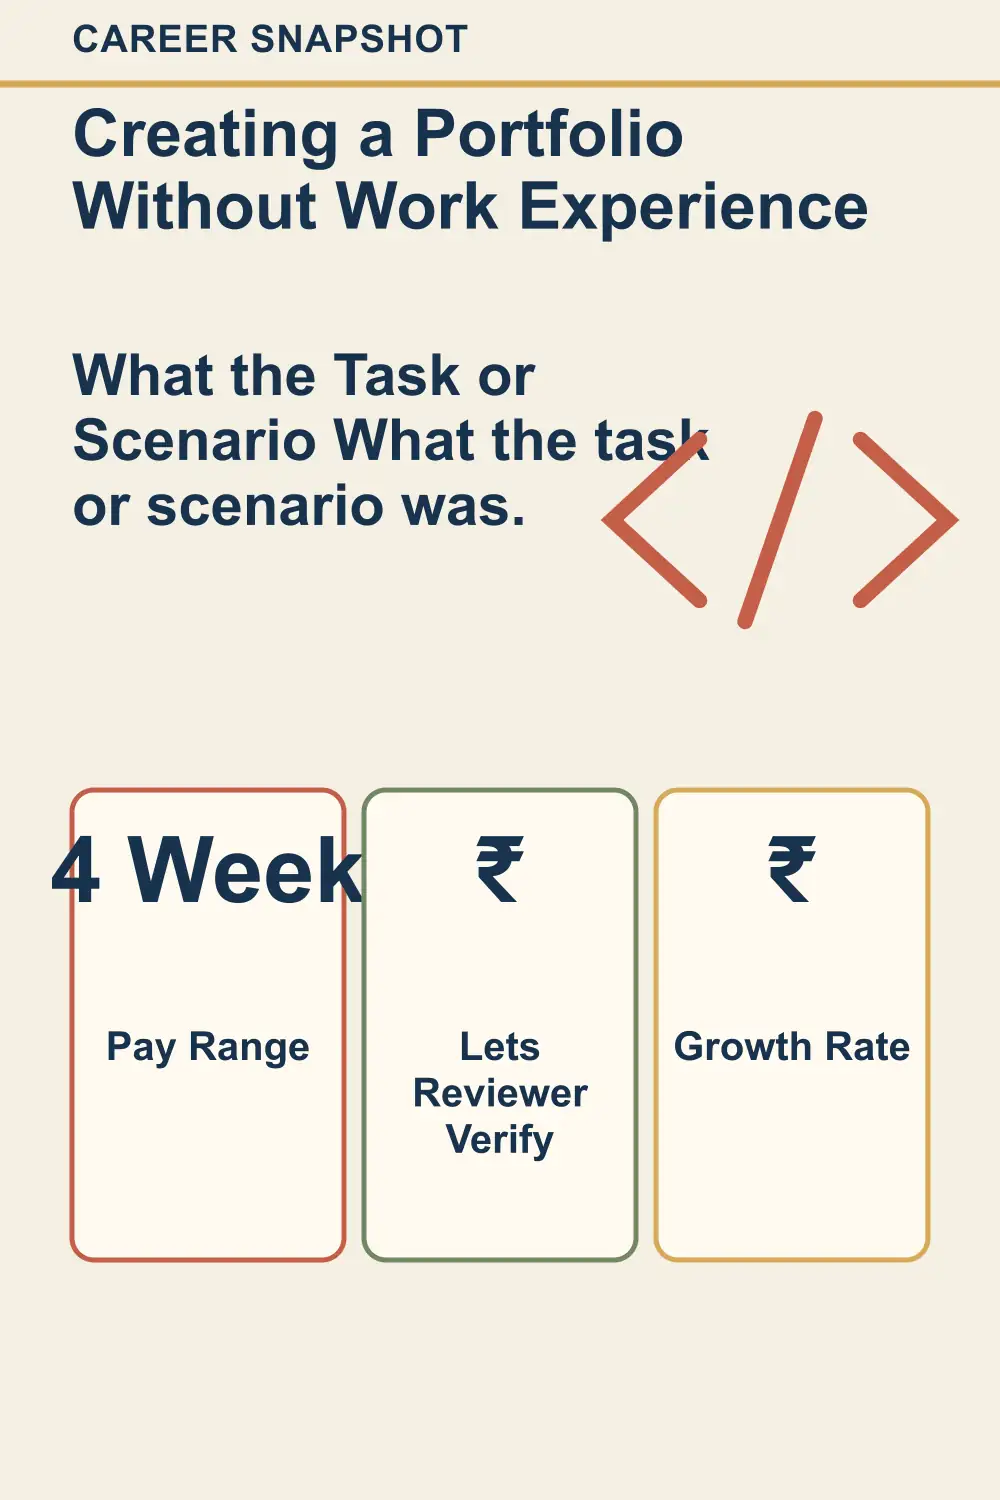 CAREER SNAPSHOT
Creating a Portfolio
Without Work Experience
What the Task or
Scenario What the task
or scenario was.
4 Week
₹
₹
Pay Range
Lets
Reviewer
Verify
Growth Rate